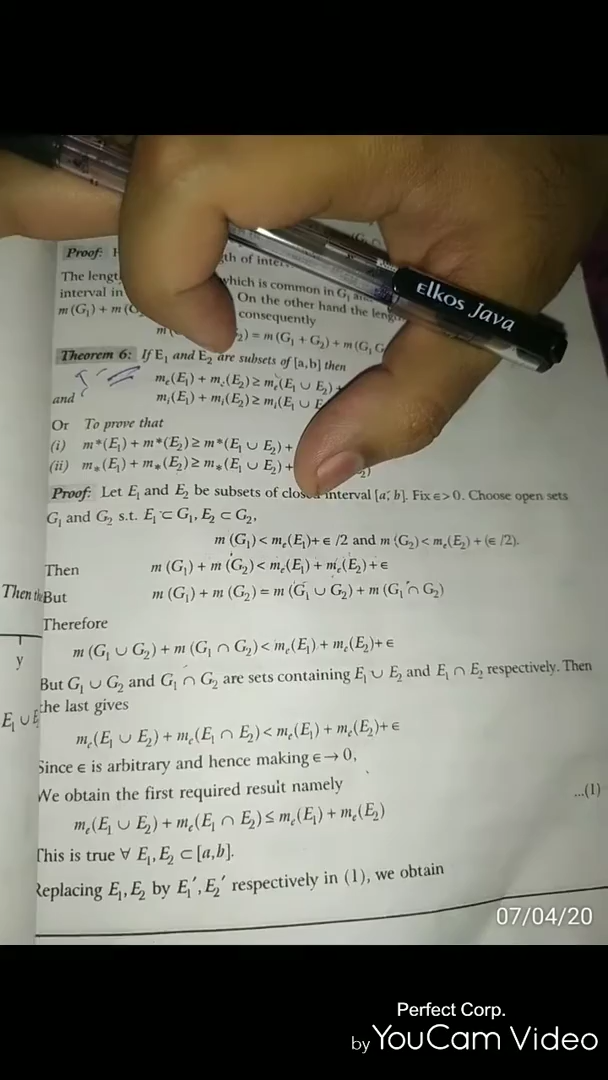 Proof:
The length which is common in G₁
interval in On the other hand the
m(G₁) + m consequently
= m(G₁ + G₂) + m(G₁ G
Theorem 6: If E₁ and E₂ are subsets of [a,b] then
mₑ(E₁) + mₑ(E₂) ≥ mₑ(E₁ ∪ E₂) +
and mᵢ(E₁) + mᵢ(E₂) ≥ mᵢ(E₁ ∪ E
Or To prove that
(i) m*(E₁) + m*(E₂) ≥ m*(E₁ ∪ E₂) +
(ii) m⁎(E₁) + m⁎(E₂) ≥ m⁎(E₁ ∪ E₂) +
Proof: Let E₁ and E₂ be subsets of closed interval [a, b]. Fix ∈ > 0. Choose open sets
G₁ and G₂ s.t. E₁ ⊂ G₁, E₂ ⊂ G₂,
m (G₁) < mₑ(E₁)+ ∈ /2 and m (G₂) < mₑ(E₂) + (∈ /2).
Then m (G₁) + m (G₂) < mₑ(E₁) + mₑ(E₂) + ∈
But m (G₁) + m (G₂) = m (G₁ ∪ G₂) + m (G₁ ∩ G₂)
Therefore
m (G₁ ∪ G₂) + m (G₁ ∩ G₂) < mₑ(E₁) + mₑ(E₂)+ ∈
But G₁ ∪ G₂ and G₁ ∩ G₂ are sets containing E₁ ∪ E₂ and E₁ ∩ E₂ respectively. Then
the last gives
mₑ(E₁ ∪ E₂) + mₑ(E₁ ∩ E₂) < mₑ(E₁) + mₑ(E₂)+ ∈
Since ∈ is arbitrary and hence making ∈ → 0,
We obtain the first required result namely
mₑ(E₁ ∪ E₂) + mₑ(E₁ ∩ E₂) ≤ mₑ(E₁) + mₑ(E₂) ...(1)
This is true ∀ E₁, E₂ ⊂ [a,b].
Replacing E₁, E₂ by E₁′, E₂′ respectively in (1), we obtain
Then
y
E₁ ∪
elkos Java
07/04/20
Perfect Corp.
by YouCam Video